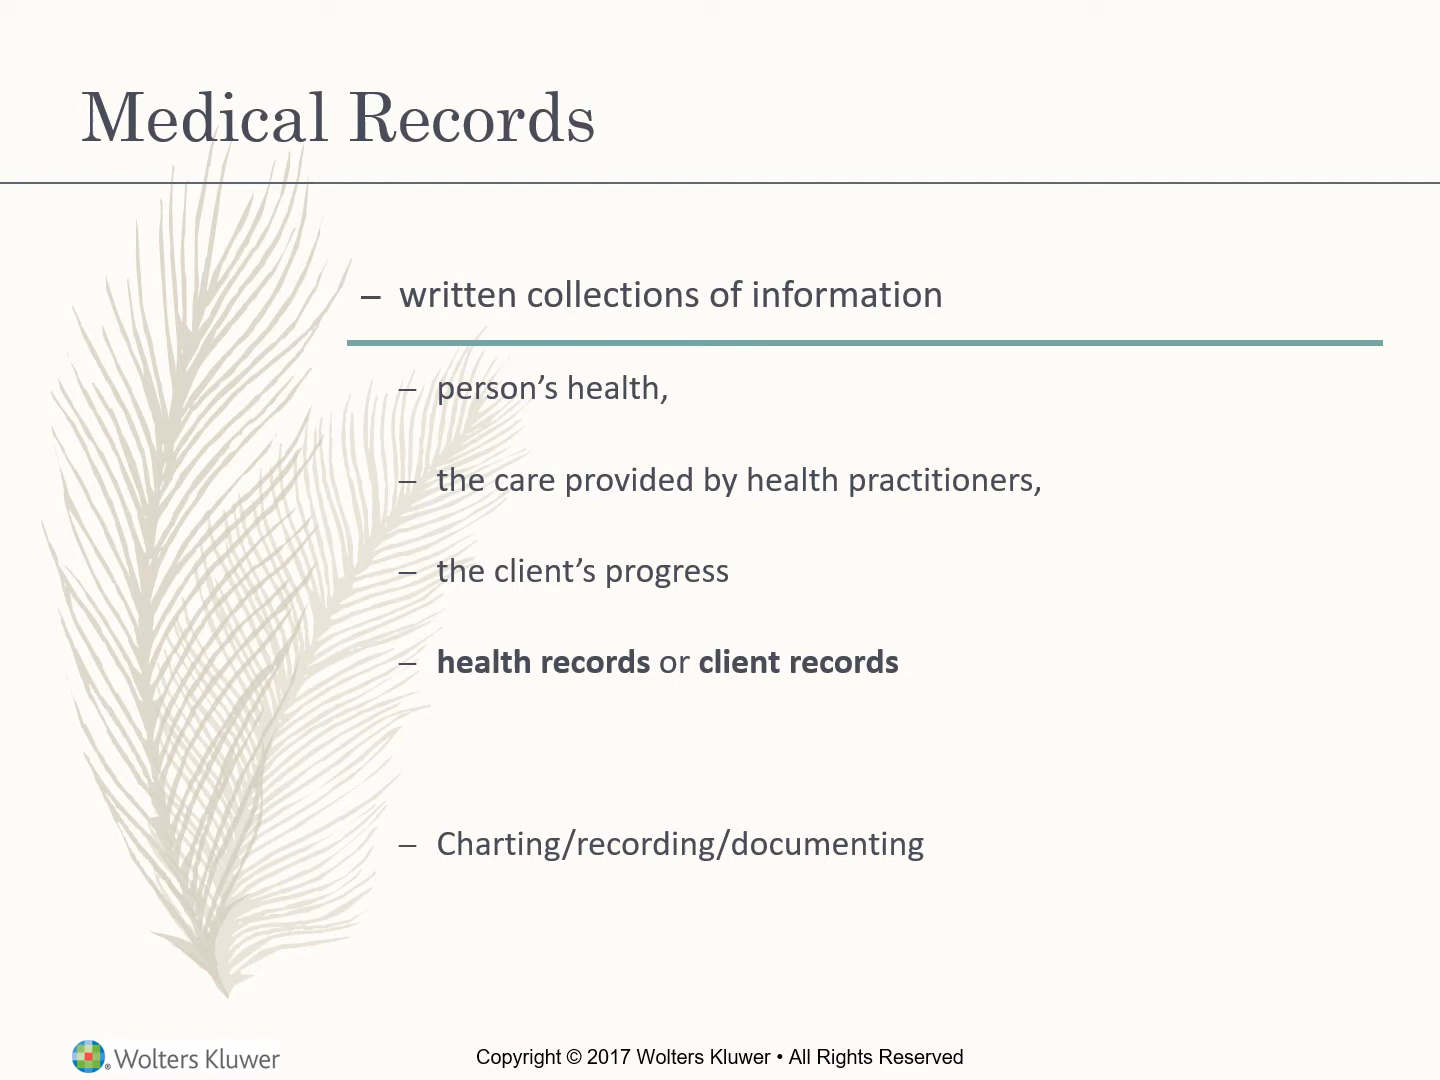 Medical Records
– written collections of information
– person’s health,
– the care provided by health practitioners,
– the client’s progress
– health records or client records
– Charting/recording/documenting
Wolters Kluwer
Copyright © 2017 Wolters Kluwer • All Rights Reserved